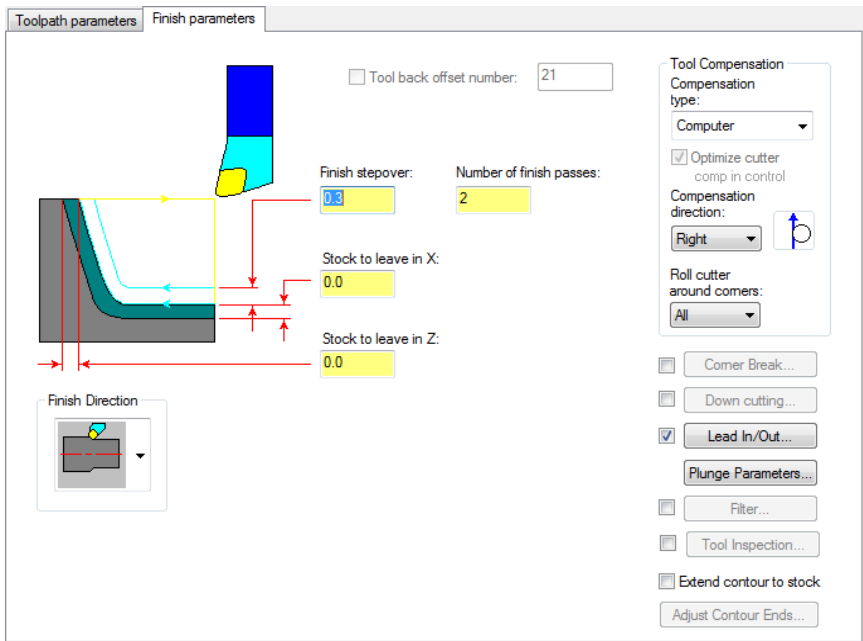 Toolpath parameters
Finish parameters
Tool back offset number:
21
Finish stepover:
0.3
Number of finish passes:
2
Stock to leave in X:
0.0
Stock to leave in Z:
0.0
Finish Direction
Tool Compensation
Compensation
type:
Computer
Optimize cutter
comp in control
Compensation
direction:
Right
Roll cutter
around corners:
All
Corner Break...
Down cutting...
Lead In/Out...
Plunge Parameters...
Filter...
Tool Inspection...
Extend contour to stock
Adjust Contour Ends...